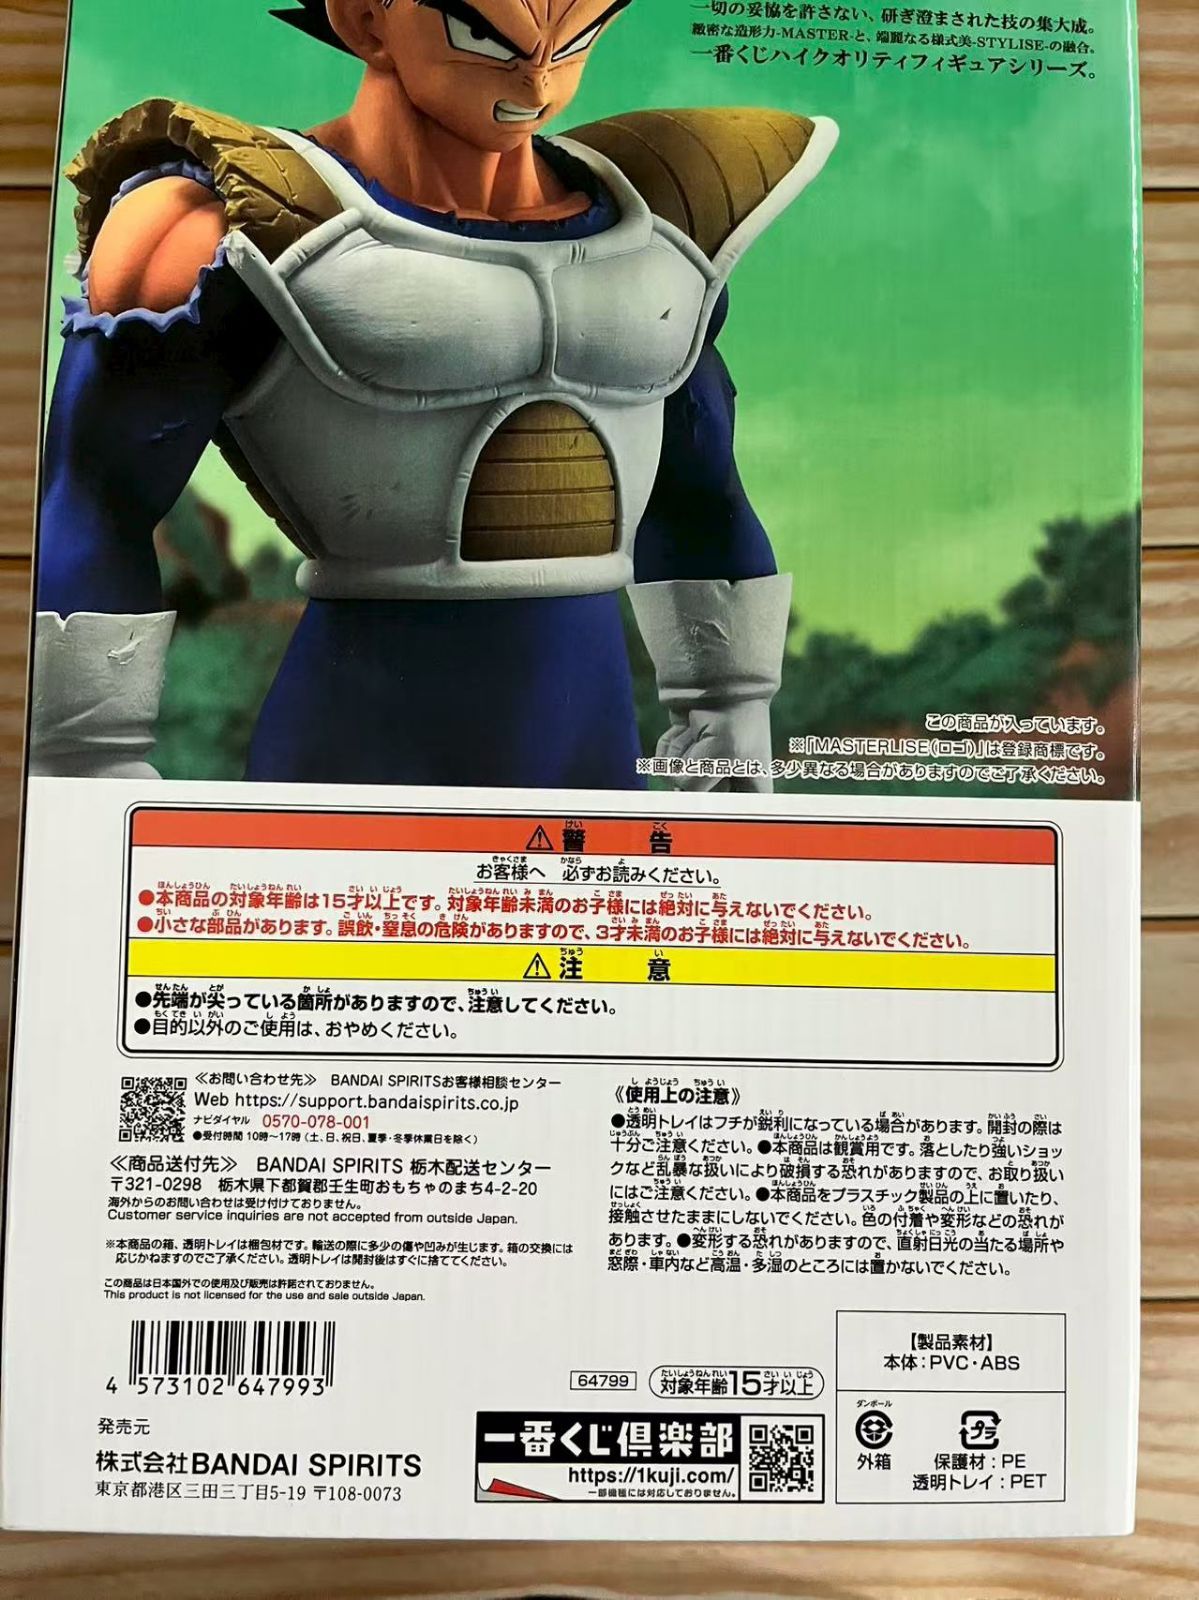 一切の妥協を許さない、研ぎ澄まされた技の集大成。
緻密な造形力-MASTER-と、端麗なる様式美-STYLISE-の融合。
一番くじハイクオリティフィギュアシリーズ。
この商品が入っています。
※「MASTERLISE(ロゴ)」は登録商標です。
※画像と商品とは、多少異なる場合がありますのでご了承ください。
警告
お客様へ 必ずお読みください。
●本商品の対象年齢は15才以上です。対象年齢未満のお子様には絶対に与えないでください。
●小さな部品があります。誤飲・窒息の危険がありますので、3才未満のお子様には絶対に与えないでください。
注意
●先端が尖っている箇所がありますので、注意してください。
●目的以外のご使用は、おやめください。
≪お問い合わせ先≫ BANDAI SPIRITSお客様相談センター
Web https://support.bandaispirits.co.jp
ナビダイヤル 0570-078-001
●受付時間 10時~17時(土、日、祝日、夏季・冬季休業日を除く)
≪商品送付先≫ BANDAI SPIRITS 栃木配送センター
〒321-0298 栃木県下都賀郡壬生町おもちゃのまち4-2-20
海外からのお問い合わせは受け付けておりません。
Customer service inquiries are not accepted from outside Japan.
※本商品の箱、透明トレイは梱包材です。輸送の際に多少の傷や凹みが生じます。箱の交換には
応じかねますのでご了承ください。透明トレイは開封後はすぐに捨ててください。
この商品は日本国外での使用及び販売は許諾されておりません。
This product is not licensed for the use and sale outside Japan.
《使用上の注意》
●透明トレイはフチが鋭利になっている場合があります。開封の際は
十分ご注意ください。●本商品は観賞用です。落としたり強いショッ
クなど乱暴な扱いにより破損する恐れがありますので、お取り扱い
にはご注意ください。●本商品をプラスチック製品の上に置いたり、
接触させたままにしないでください。色の付着や変形などの恐れが
あります。●変形する恐れがありますので、直射日光の当たる場所や
窓際・車内など高温・多湿のところには置かないでください。
4 573102 647993
64799
対象年齢15才以上
【製品素材】
本体:PVC・ABS
ダンボール
外箱
プラ
保護材:PE
透明トレイ:PET
発売元
株式会社BANDAI SPIRITS
東京都港区三田三丁目5-19 〒108-0073
一番くじ倶楽部
https://1kuji.com/
一部機種には対応しておりません。